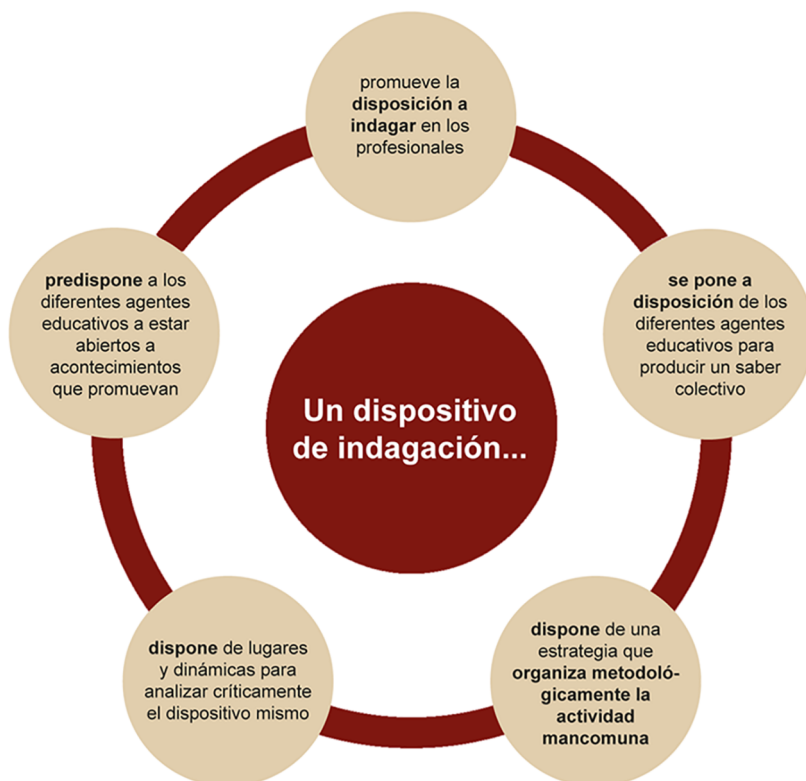 promueve la
disposición a
indagar en los
profesionales
se pone a
disposición de los
diferentes agentes
educativos para
producir un saber
colectivo
dispone de una
estrategia que
organiza metodoló-
gicamente la
actividad
mancomuna
dispone de lugares
y dinámicas para
analizar críticamente
el dispositivo mismo
predispone a los
diferentes agentes
educativos a estar
abiertos a
acontecimientos
que promuevan
Un dispositivo
de indagación...